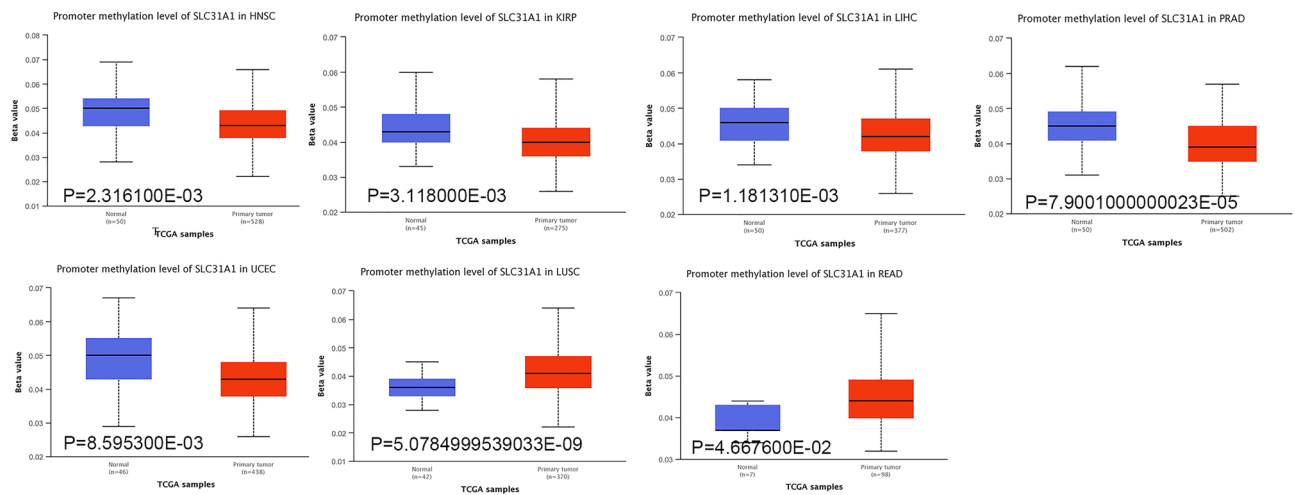 Promoter methylation level of SLC31A1 in HNSC
0.08
0.07
0.06
0.05
0.04
0.03
0.02
0.01
Beta value
P=2.316100E-03
Normal
(n=50)
Primary tumor
(n=528)
T
TCGA samples
Promoter methylation level of SLC31A1 in KIRP
0.07
0.06
0.05
0.04
0.03
0.02
Beta value
P=3.118000E-03
Normal
(n=45)
Primary tumor
(n=275)
TCGA samples
Promoter methylation level of SLC31A1 in LIHC
0.07
0.06
0.05
0.04
0.03
0.02
Beta value
P=1.181310E-03
Normal
(n=50)
Primary tumor
(n=377)
TCGA samples
Promoter methylation level of SLC31A1 in PRAD
0.07
0.06
0.05
0.04
0.03
0.02
Beta value
P=7.9001000000023E-05
Normal
(n=50)
Primary tumor
(n=502)
TCGA samples
Promoter methylation level of SLC31A1 in UCEC
0.07
0.06
0.05
0.04
0.03
0.02
Beta value
P=8.595300E-03
Normal
(n=46)
Primary tumor
(n=438)
TCGA samples
Promoter methylation level of SLC31A1 in LUSC
0.07
0.06
0.05
0.04
0.03
0.02
0.01
Beta value
P=5.0784999539033E-09
Normal
(n=42)
Primary tumor
(n=370)
TCGA samples
Promoter methylation level of SLC31A1 in READ
0.07
0.06
0.05
0.04
0.03
Beta value
P=4.667600E-02
Normal
(n=7)
Primary tumor
(n=98)
TCGA samples